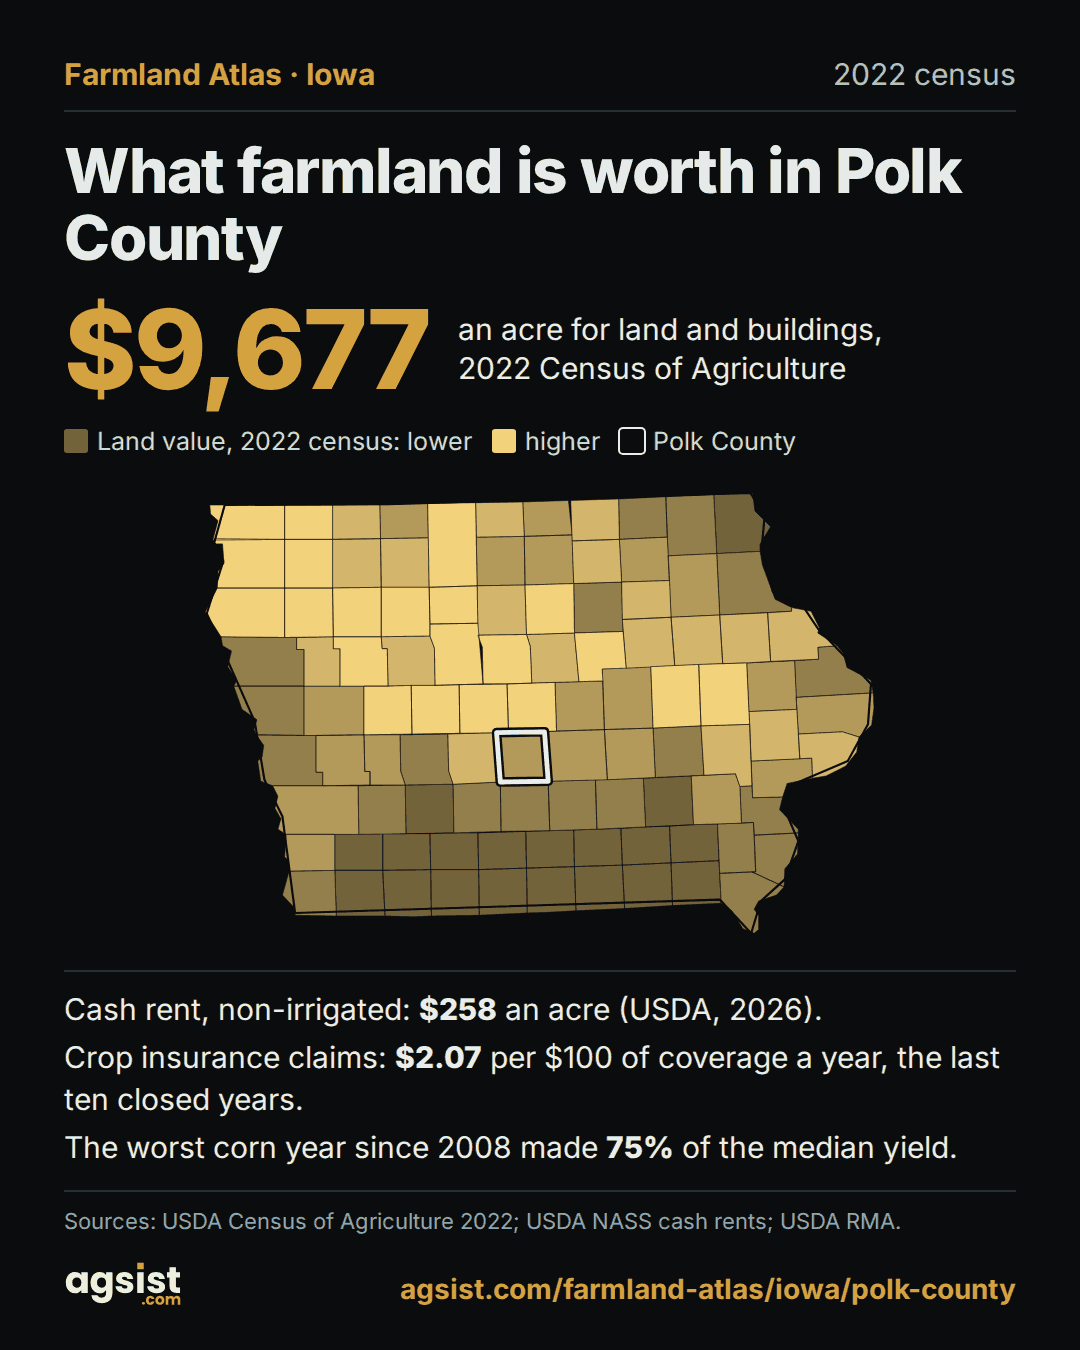 Farmland Atlas · Iowa
2022 census
What farmland is worth in Polk
County
$9,677
an acre for land and buildings,
2022 Census of Agriculture
Land value, 2022 census: lower
higher
Polk County
Cash rent, non-irrigated: $258 an acre (USDA, 2026).
Crop insurance claims: $2.07 per $100 of coverage a year, the last
ten closed years.
The worst corn year since 2008 made 75% of the median yield.
Sources: USDA Census of Agriculture 2022; USDA NASS cash rents; USDA RMA.
agsist
.com
agsist.com/farmland-atlas/iowa/polk-county